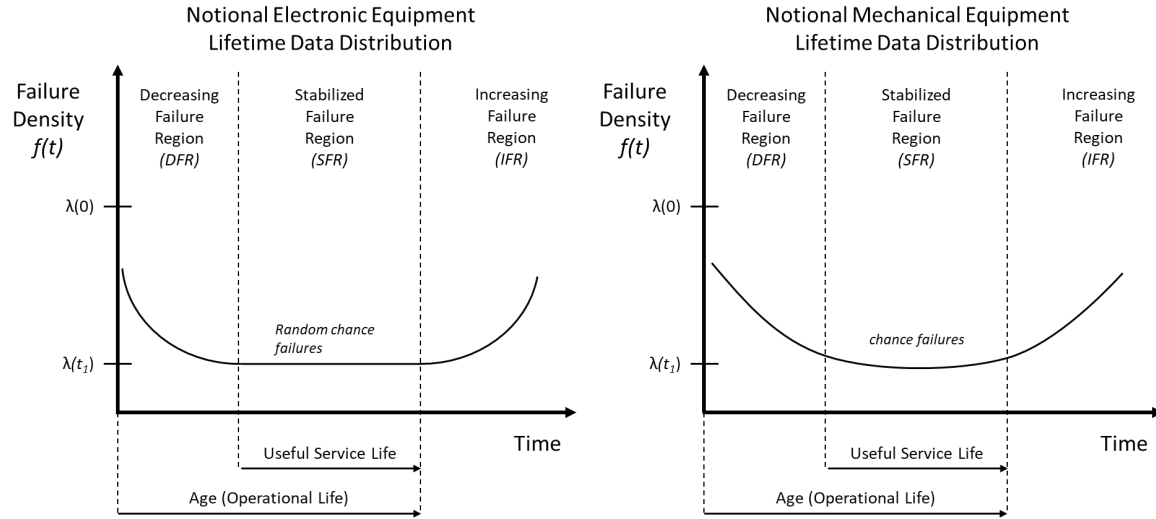 Notional Electronic Equipment
Lifetime Data Distribution
Failure
Density
f(t)
Decreasing
Failure
Region
(DFR)
Stabilized
Failure
Region
(SFR)
Increasing
Failure
Region
(IFR)
λ(0)
Random chance
failures
λ(t₁)
Time
Useful Service Life
Age (Operational Life)
Notional Mechanical Equipment
Lifetime Data Distribution
Failure
Density
f(t)
Decreasing
Failure
Region
(DFR)
Stabilized
Failure
Region
(SFR)
Increasing
Failure
Region
(IFR)
λ(0)
chance failures
λ(t₁)
Time
Useful Service Life
Age (Operational Life)